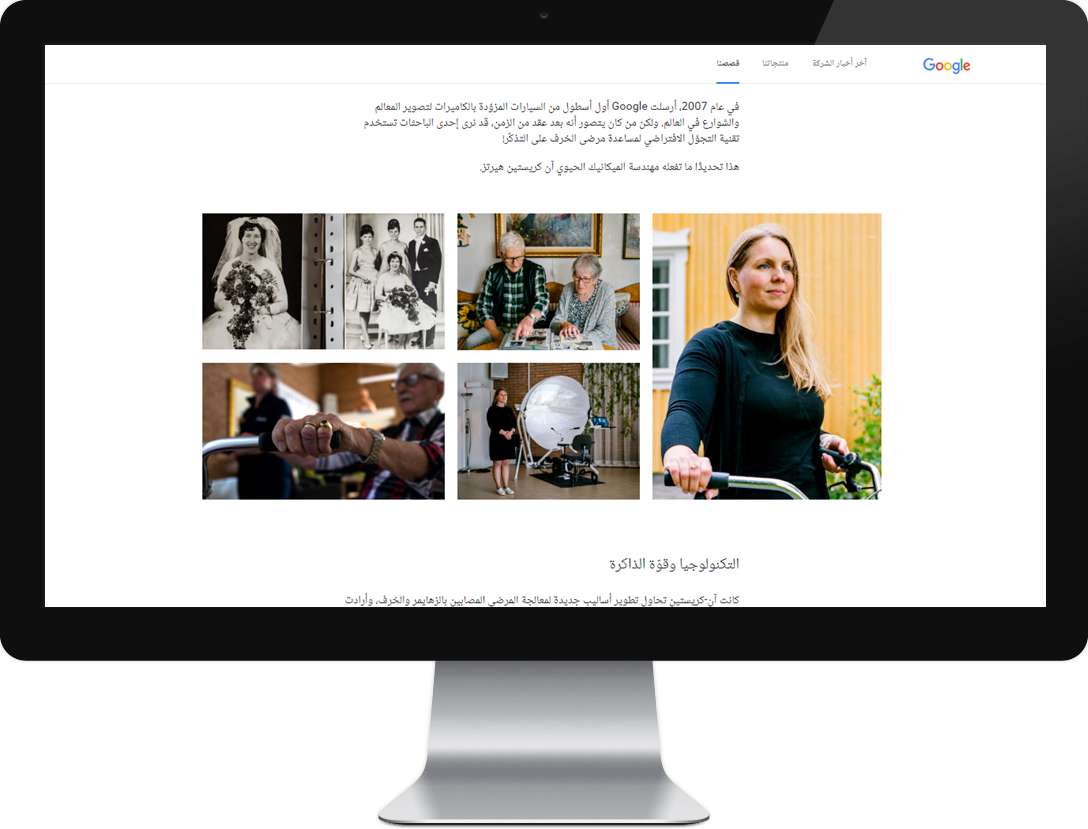 Google
آخر أخبار الشركة
منتجاتنا
قصصنا
في عام 2007، أرسلت Google أول أسطول من السيارات المزوّدة بالكاميرات لتصوير المعالم
والشوارع في العالم. ولكن من كان يتصور أنه بعد عقد من الزمن، قد نرى إحدى الباحثات تستخدم
تقنية التجوّل الافتراضي لمساعدة مرضى الخرف على التذكّر!
هذا تحديدًا ما تفعله مهندسة الميكانيك الحيوي آن كريستين هيرتز.
التكنولوجيا وقوّة الذاكرة
كانت آن-كريستين تحاول تطوير أساليب جديدة لمعالجة المرضى المصابين بالزهايمر والخرف، وأرادت